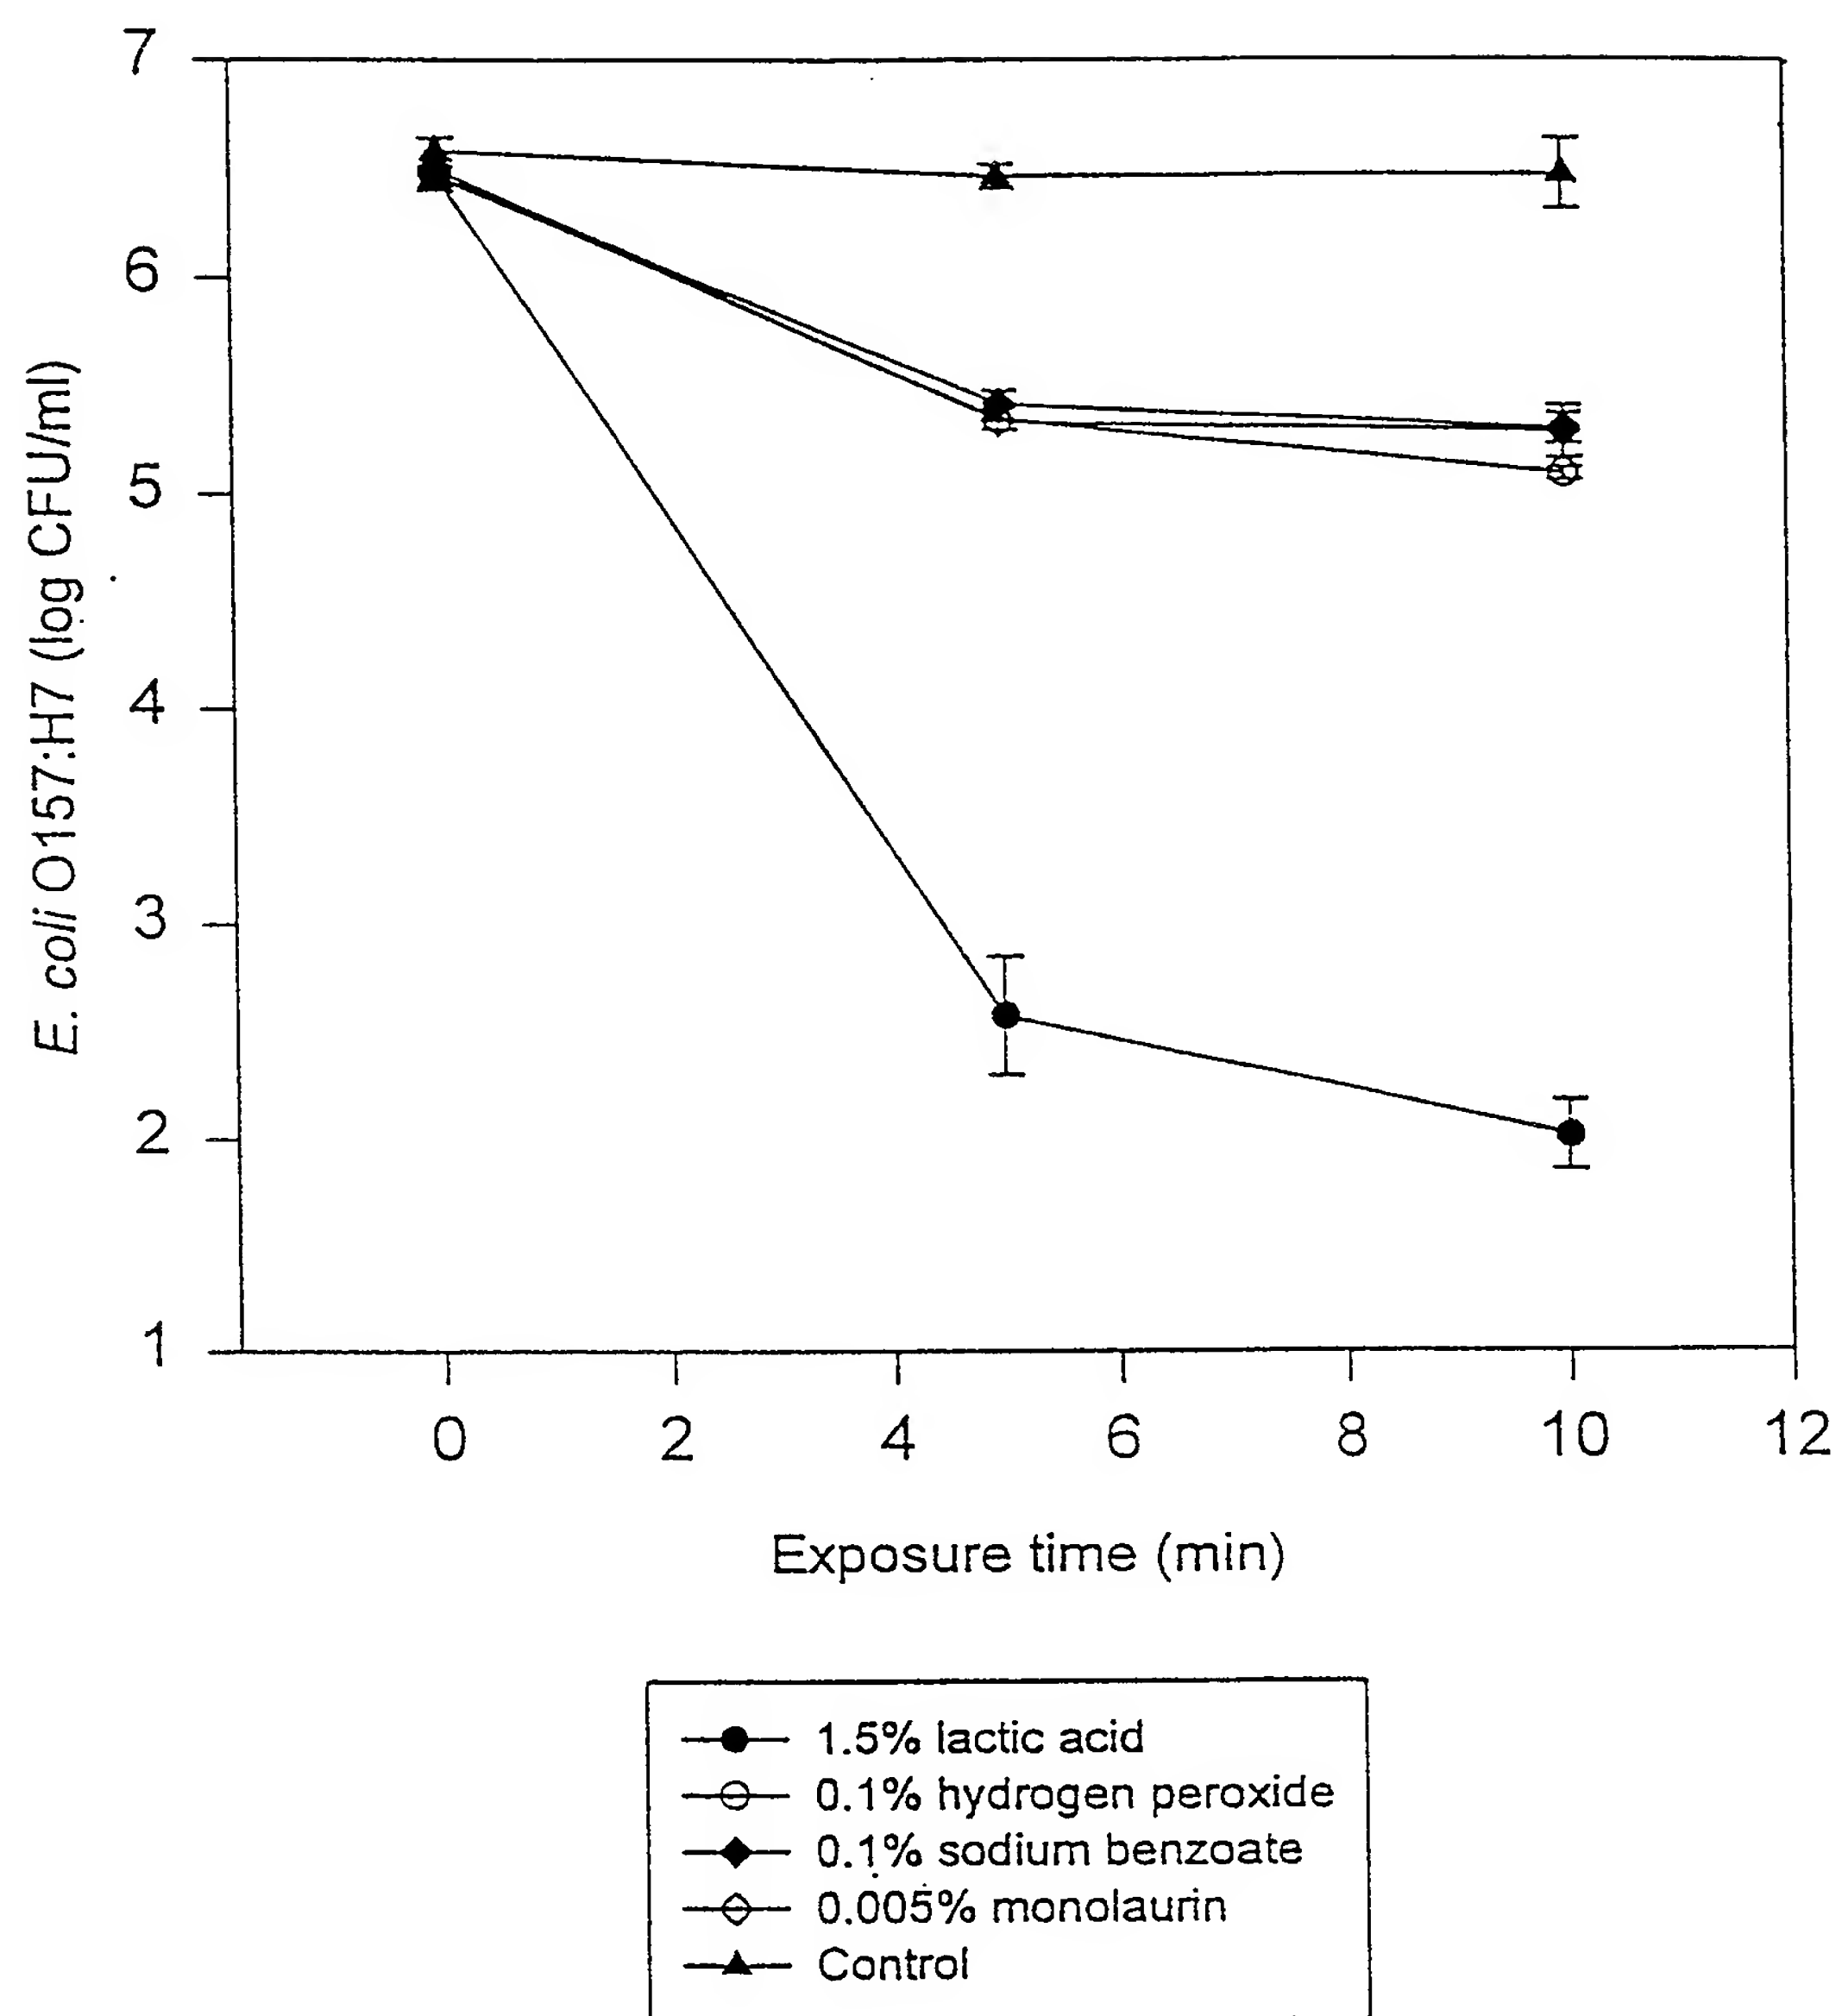 7
6
5
4
3
2
1
E. coli O157:H7 (log CFU/ml)
0 2 4 6 8 10 12
Exposure time (min)
1.5% lactic acid
0.1% hydrogen peroxide
0.1% sodium benzoate
0.005% monolaurin
Control